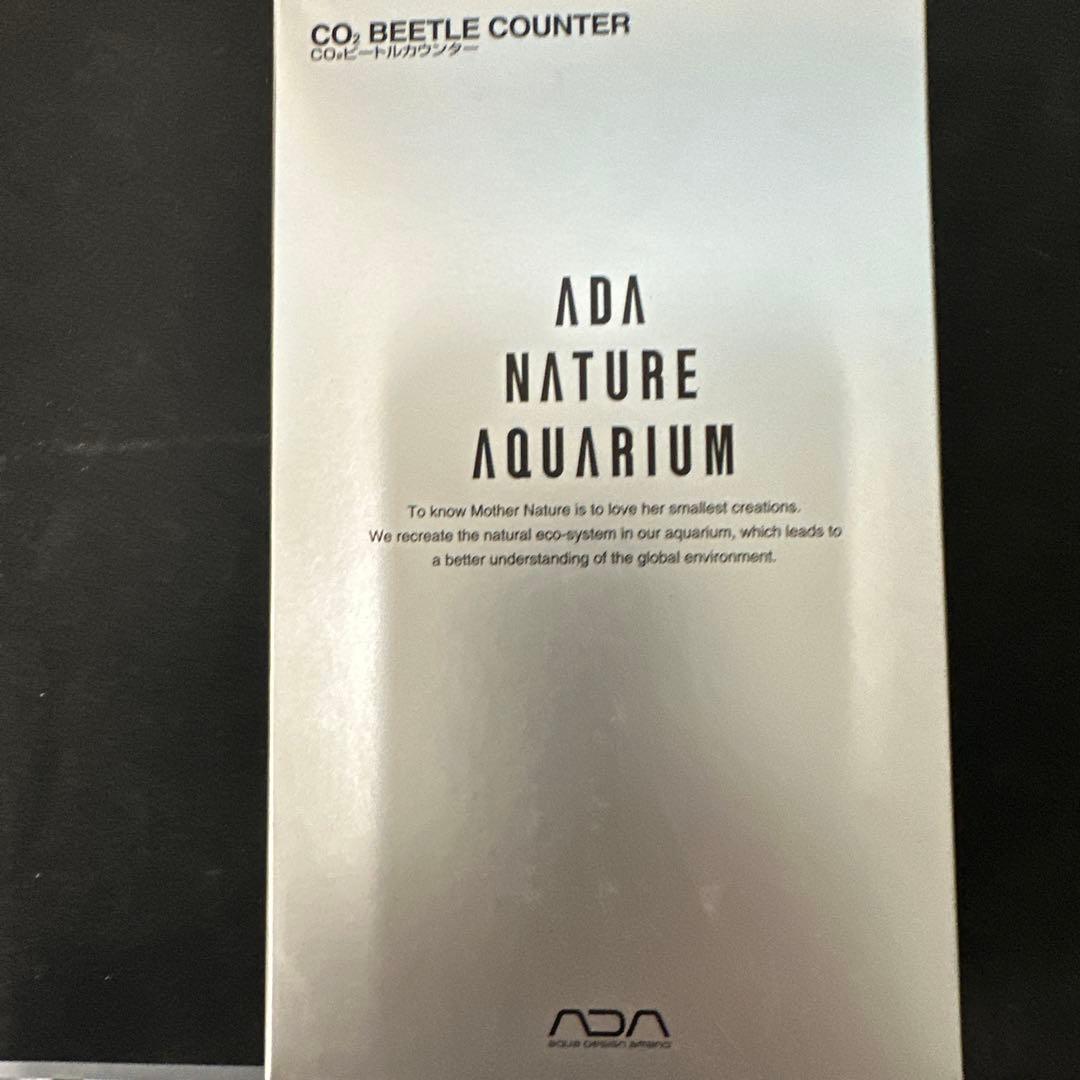 CO₂ BEETLE COUNTER
CO₂ビートルカウンター
ADA
NATURE
AQUARIUM
To know Mother Nature is to love her smallest creations.
We recreate the natural eco-system in our aquarium, which leads to
a better understanding of the global environment.
ADA
aqua design amano